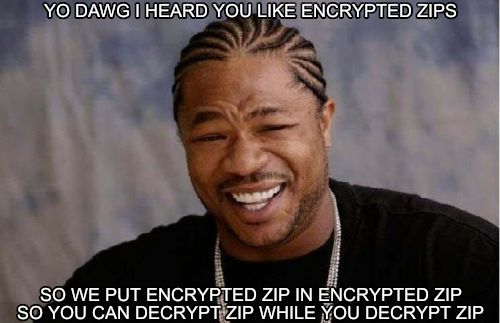 YO DAWG I HEARD YOU LIKE ENCRYPTED ZIPS
SO WE PUT ENCRYPTED ZIP IN ENCRYPTED ZIP
SO YOU CAN DECRYPT ZIP WHILE YOU DECRYPT ZIP